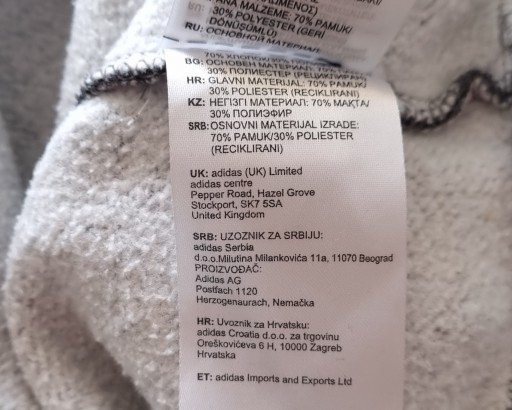 ANA MALZEME: 70% PAMUK/
30% POLYESTER (GERİ
DÖNÜŞÜMLÜ)
RU: ОСНОВНОЙ МАТЕРИАЛ:
BG: ОСНОВЕН МАТЕРИАЛ: 70% ПАМУК/
30% ПОЛИЕСТЕР (РЕЦИКЛИРАН)
HR: GLAVNI MATERIJAL: 70% PAMUK/
30% POLIESTER (RECIKLIRANI)
KZ: НЕГІЗГІ МАТЕРИАЛ: 70% МАҚТА/
30% ПОЛИЭФИР
SRB: OSNOVNI MATERIJAL IZRADE:
70% PAMUK/30% POLIESTER
(RECIKLIRANI)
UK: adidas (UK) Limited
adidas centre
Pepper Road, Hazel Grove
Stockport, SK7 5SA
United Kingdom
SRB: UZOZNIK ZA SRBIJU:
adidas Serbia
d.o.o.Milutina Milankovića 11a, 11070 Beograd
PROIZVOĐAČ:
Adidas AG
Postfach 1120
Herzogenaurach, Nemačka
HR: Uvoznik za Hrvatsku:
adidas Croatia d.o.o. za trgovinu
Oreškovićeva 6 H, 10000 Zagreb
Hrvatska
ET: adidas Imports and Exports Ltd